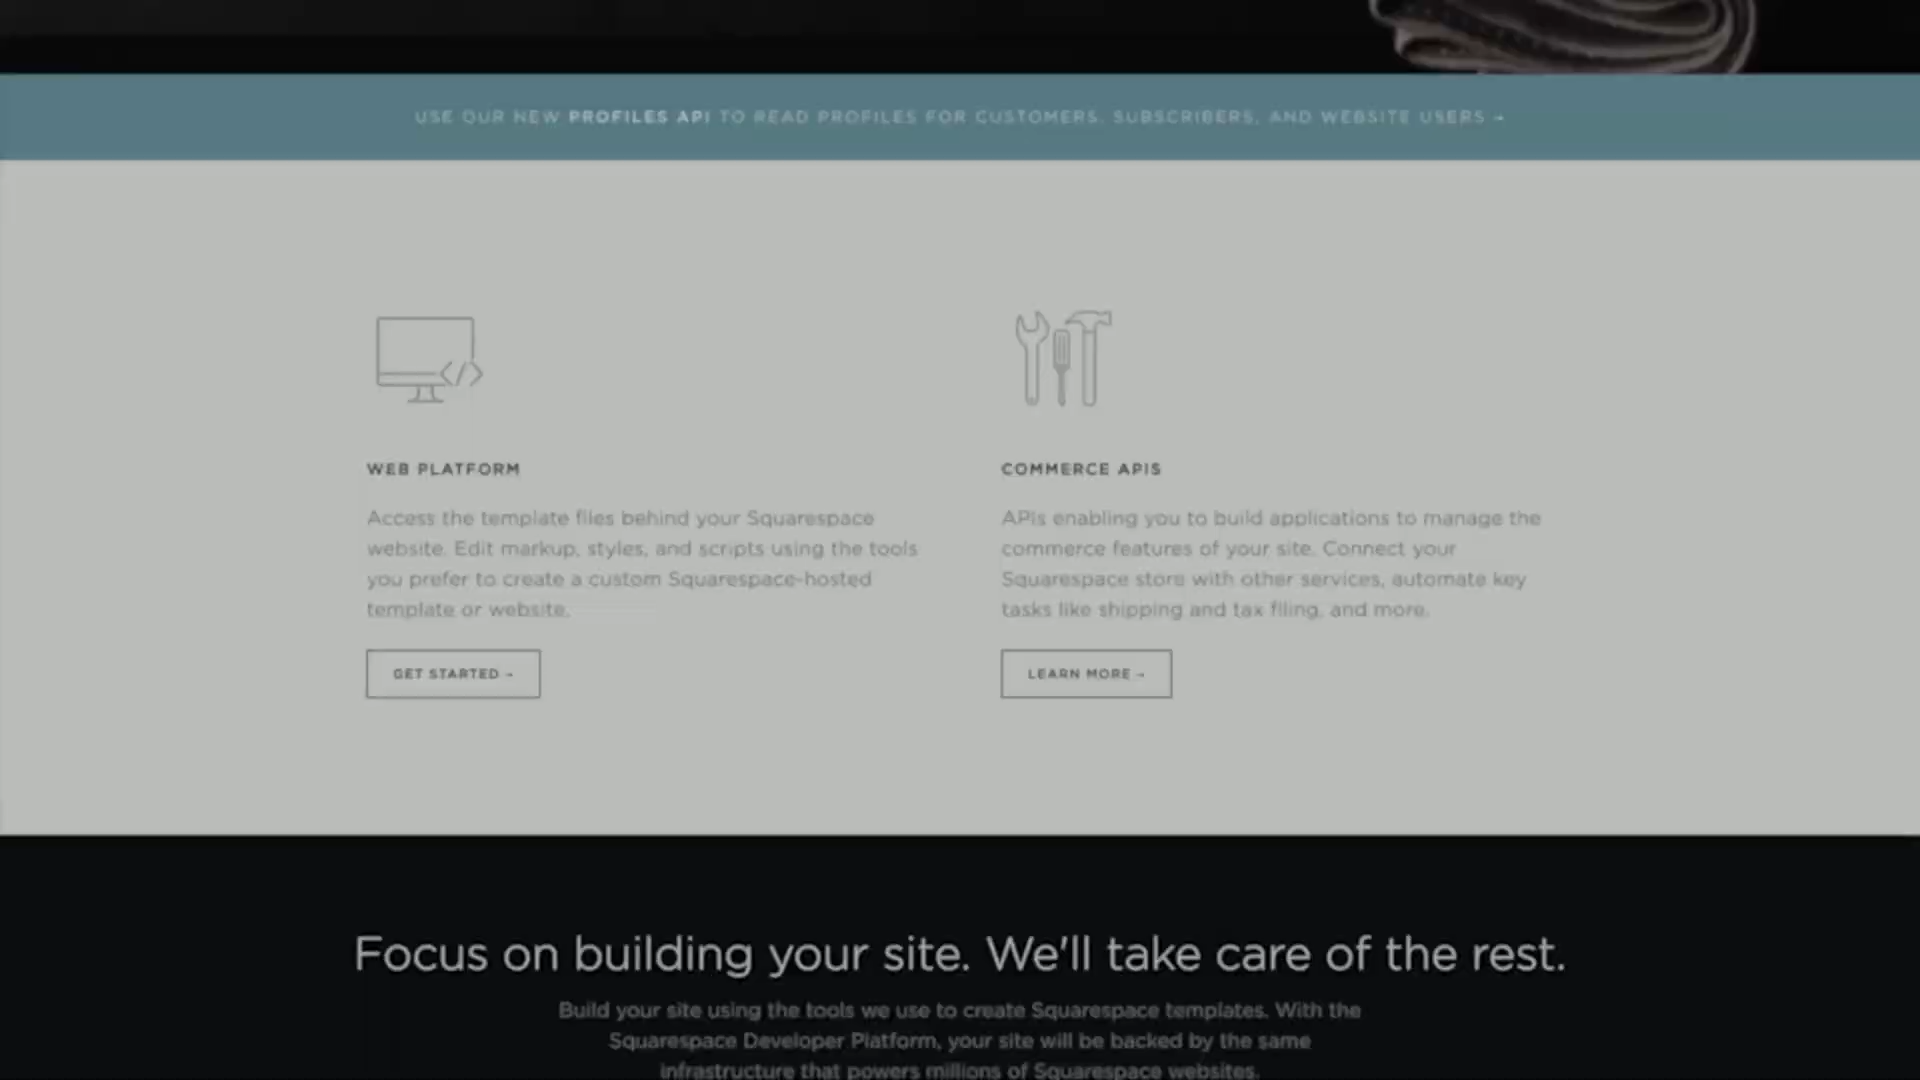 USE OUR NEW PROFILES API TO READ PROFILES FOR CUSTOMERS, SUBSCRIBERS, AND WEBSITE USERS →
WEB PLATFORM
Access the template files behind your Squarespace
website. Edit markup, styles, and scripts using the tools
you prefer to create a custom Squarespace-hosted
template or website.
GET STARTED →
COMMERCE APIS
APIs enabling you to build applications to manage the
commerce features of your site. Connect your
Squarespace store with other services, automate key
tasks like shipping and tax filing, and more.
LEARN MORE →
Focus on building your site. We'll take care of the rest.
Build your site using the tools we use to create Squarespace templates. With the
Squarespace Developer Platform, your site will be backed by the same
infrastructure that powers millions of Squarespace websites.